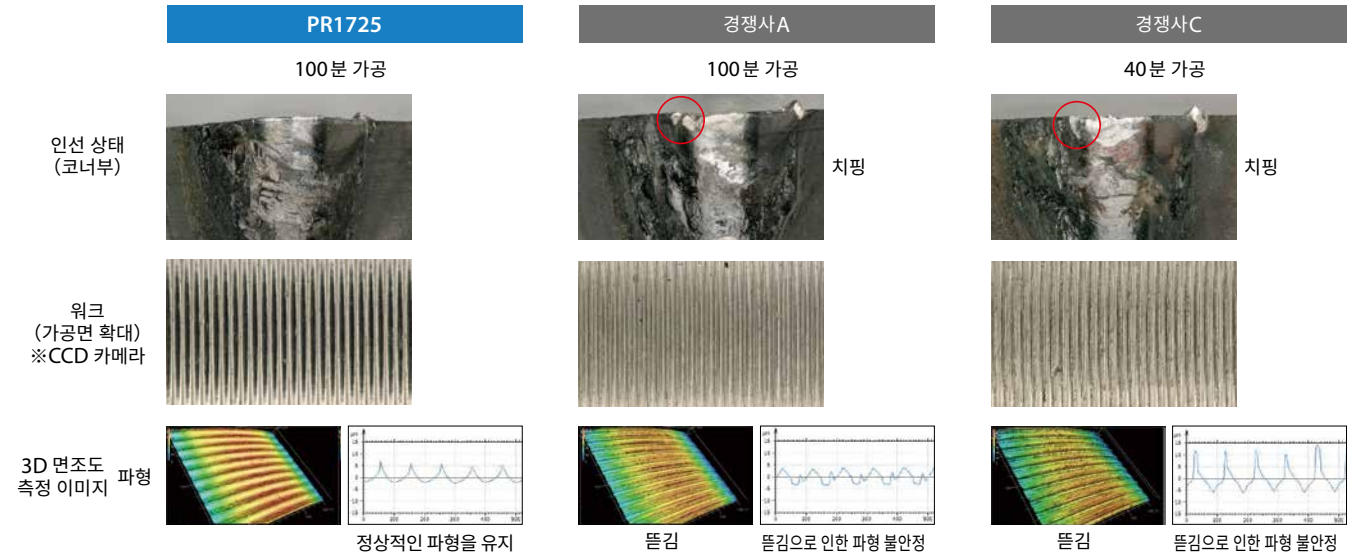 PR1725
경쟁사A
경쟁사C
100분 가공
100분 가공
40분 가공
인선 상태
(코너부)
치핑
치핑
워크
(가공면 확대)
※CCD 카메라
3D 면조도
측정 이미지
파형
정상적인 파형을 유지
뜯김
뜯김으로 인한 파형 불안정
뜯김
뜯김으로 인한 파형 불안정